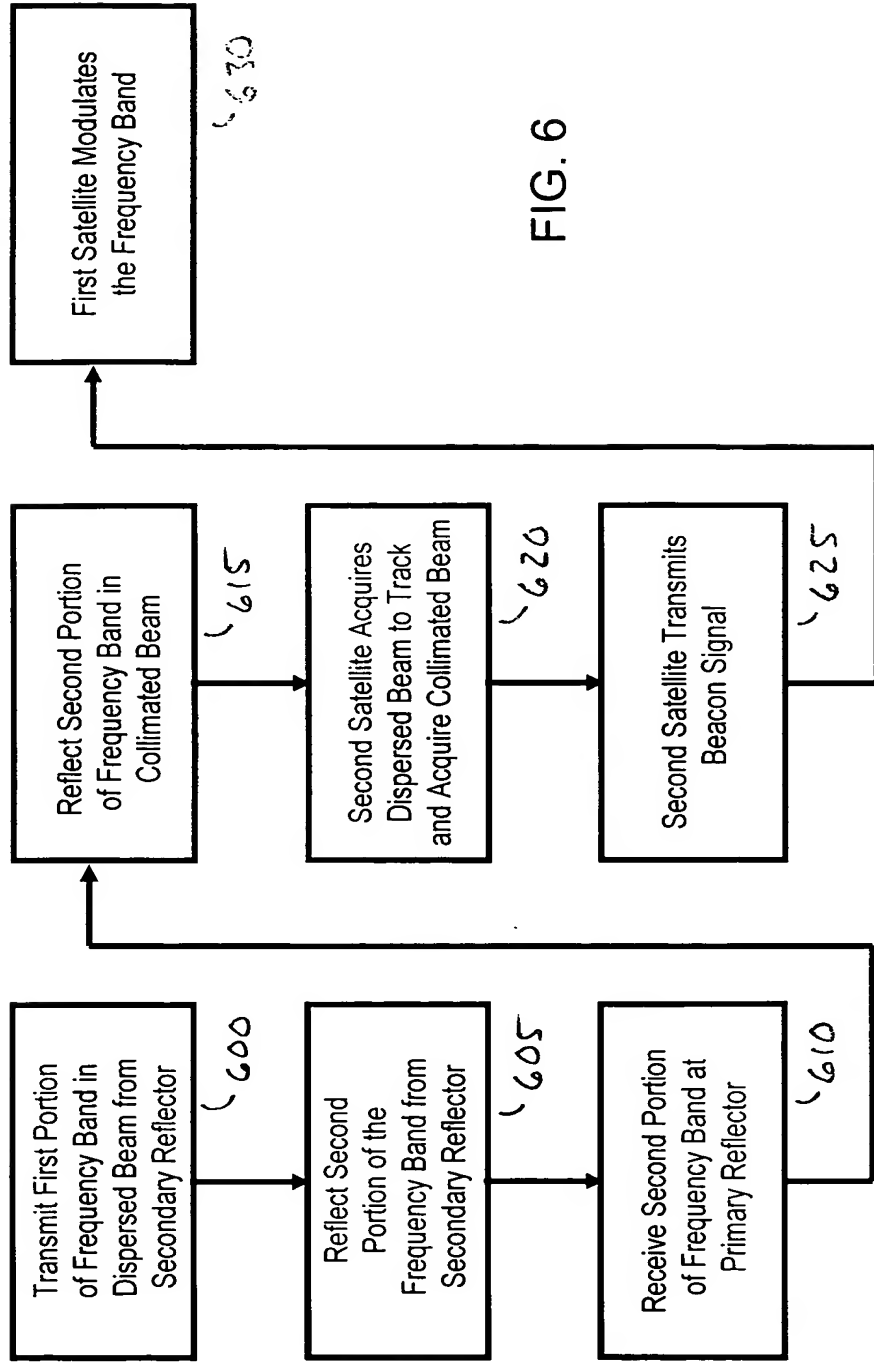 Transmit First Portion
of Frequency Band in
Dispersed Beam from
Secondary Reflector
600
Reflect Second
Portion of the
Frequency Band from
Secondary Reflector
605
Receive Second Portion
of Frequency Band at
Primary Reflector
610
Reflect Second Portion
of Frequency Band in
Collimated Beam
615
Second Satellite Acquires
Dispersed Beam to Track
and Acquire Collimated Beam
620
Second Satellite Transmits
Beacon Signal
625
First Satellite Modulates
the Frequency Band
630
FIG. 6